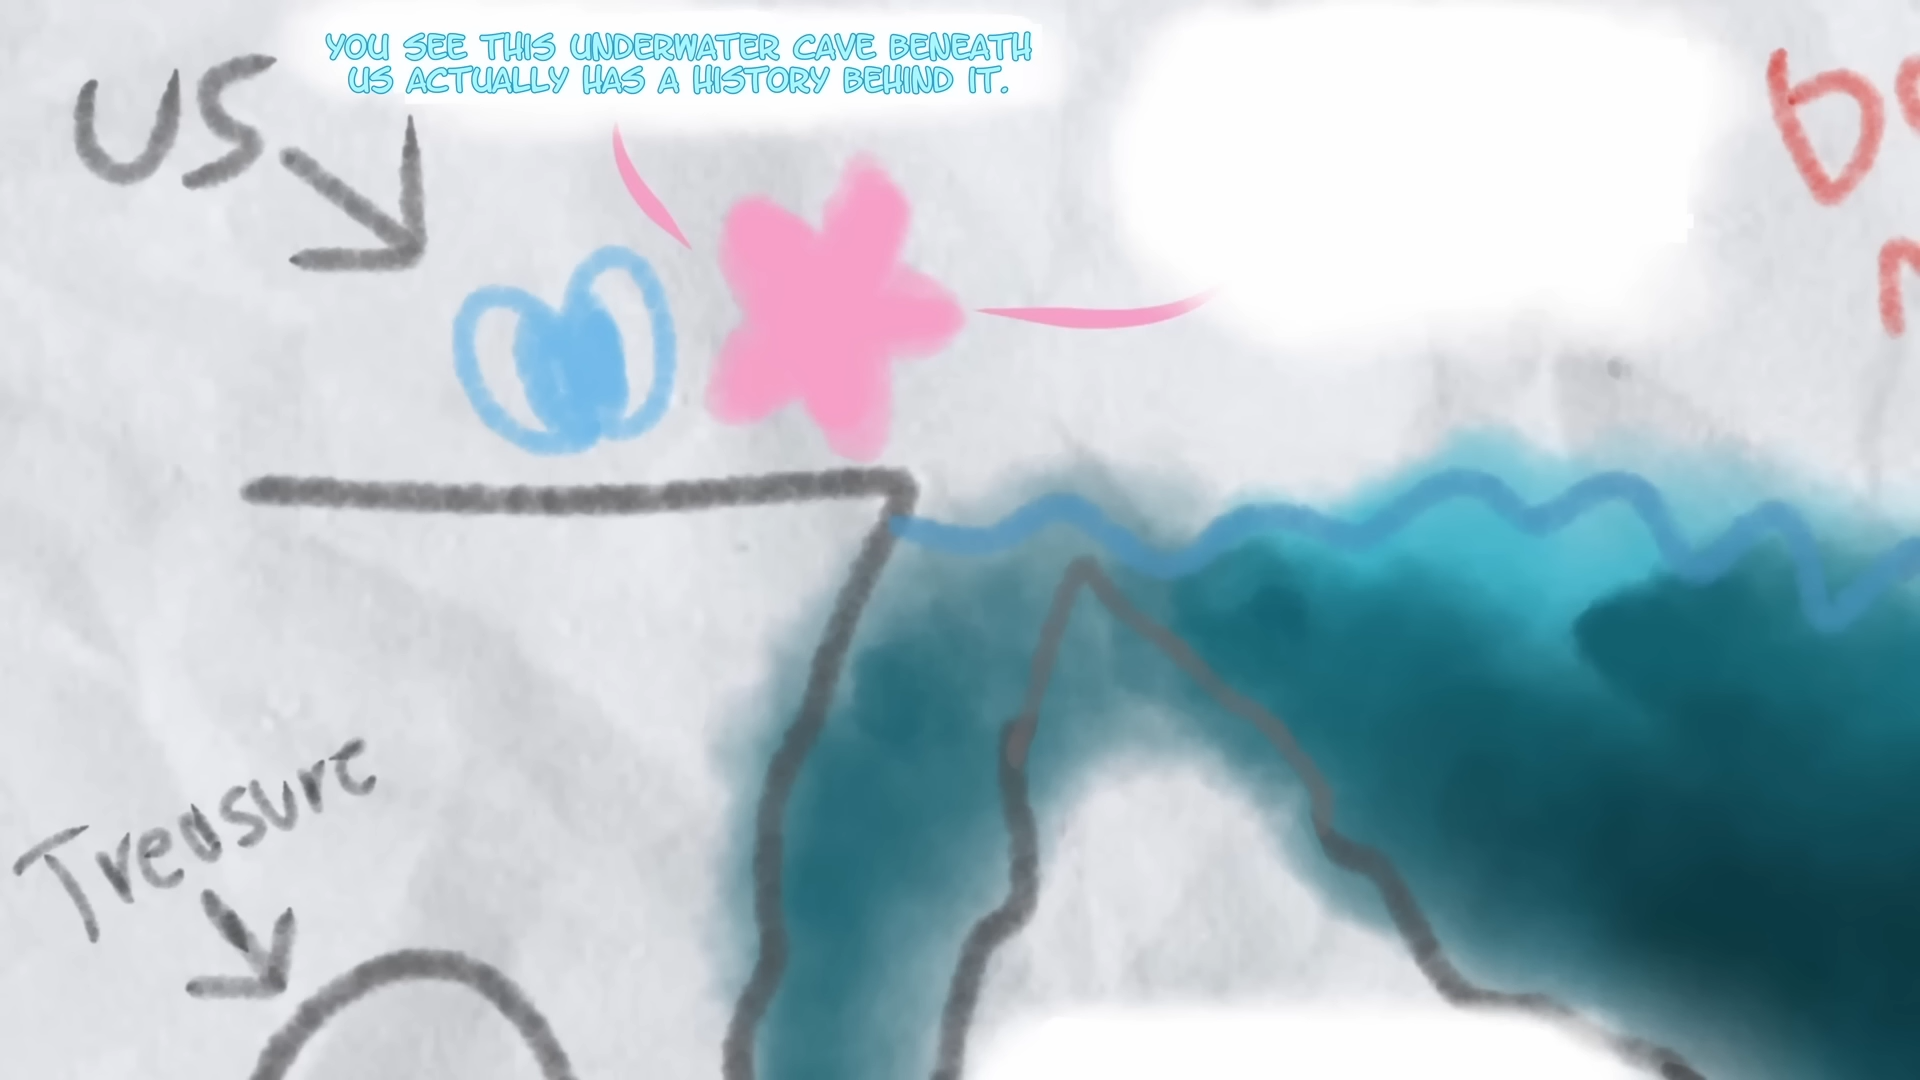 US
YOU SEE THIS UNDERWATER CAVE BENEATH
US ACTUALLY HAS A HISTORY BEHIND IT.
Treasure